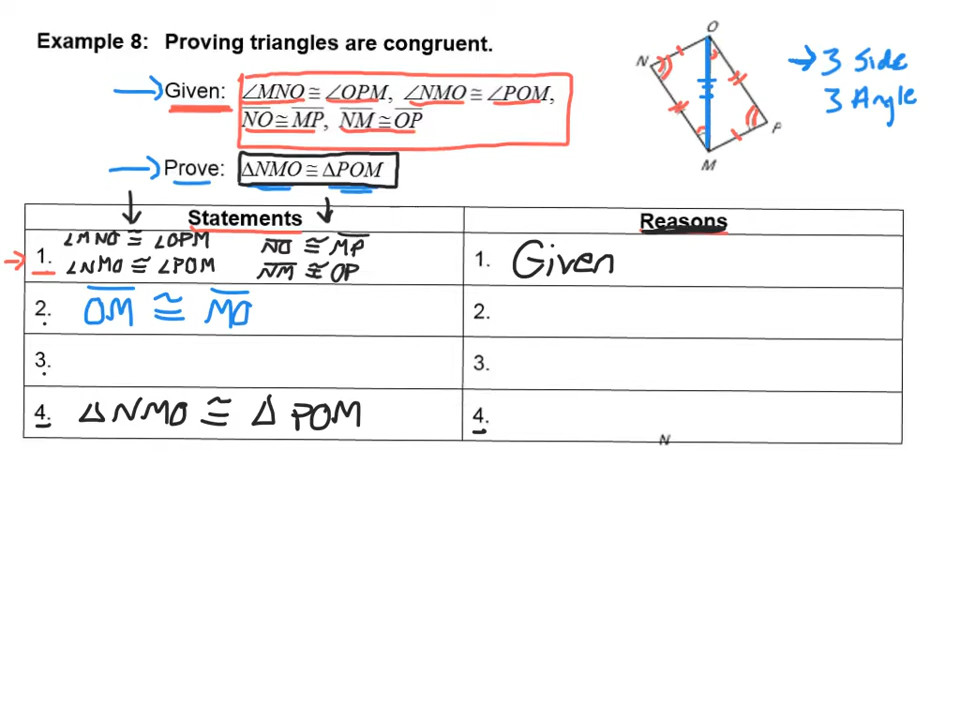 Example 8: Proving triangles are congruent.
Given: ∠MNO ≅ ∠OPM, ∠NMO ≅ ∠POM,
NO ≅ MP, NM ≅ OP
Prove: ΔNMO ≅ ΔPOM
O
N
P
M
→ 3 Side
3 Angle
Statements
Reasons
1. ∠MNO ≅ ∠OPM NO ≅ MP
∠NMO ≅ ∠POM NM ≅ OP
1. Given
2. OM ≅ MO
2.
3.
3.
4. ΔNMO ≅ ΔPOM
4.
N